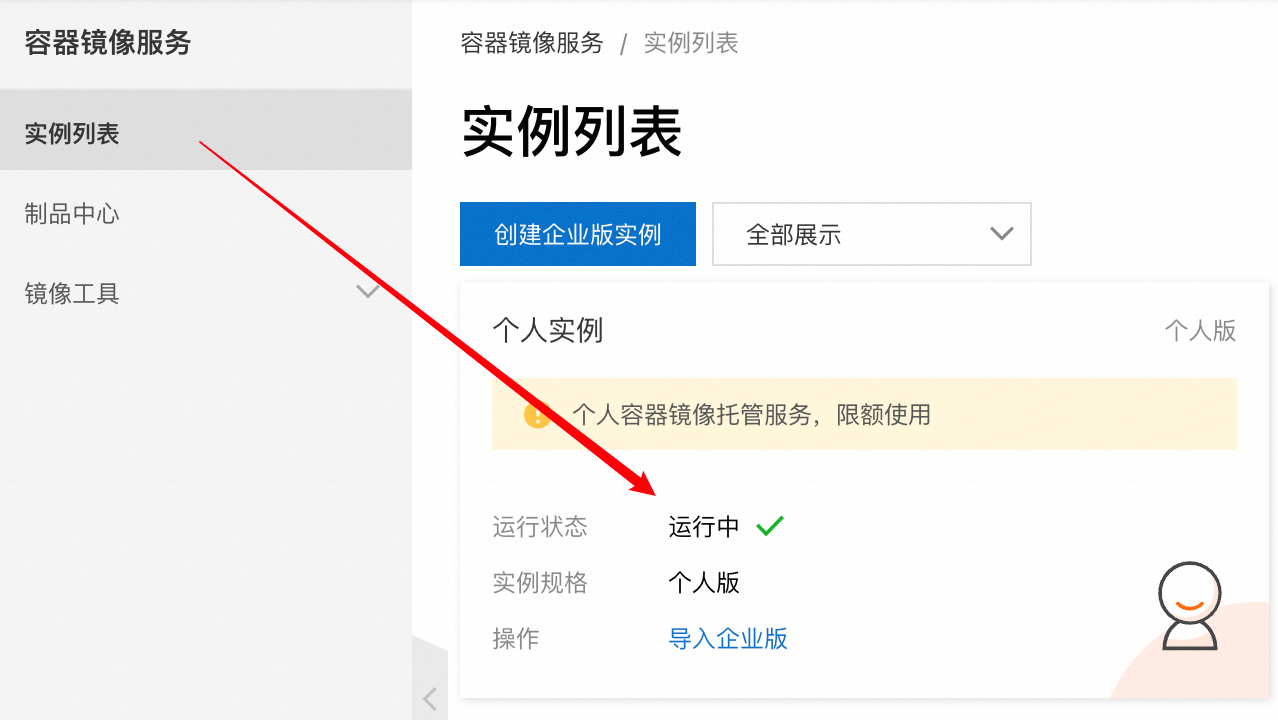 容器镜像服务
实例列表
制品中心
镜像工具
容器镜像服务 / 实例列表
实例列表
创建企业版实例
全部展示
个人实例
个人版
个人容器镜像托管服务，限额使用
运行状态 运行中
实例规格 个人版
操作 导入企业版